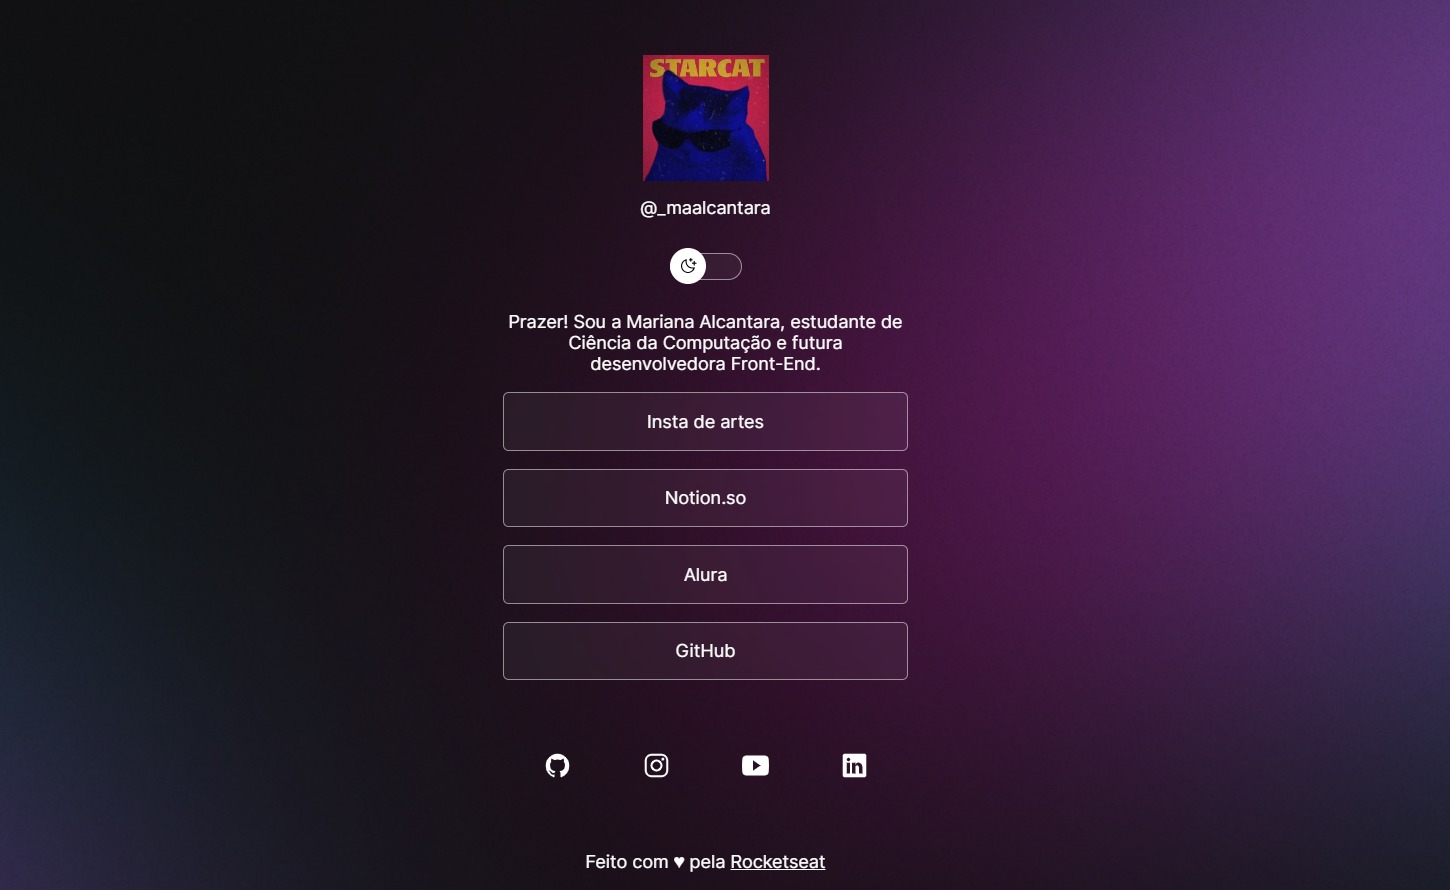 STARCAT
@_maalcantara
Prazer! Sou a Mariana Alcantara, estudante de
Ciência da Computação e futura
desenvolvedora Front-End.
Insta de artes
Notion.so
Alura
GitHub
in
Feito com ♥ pela Rocketseat